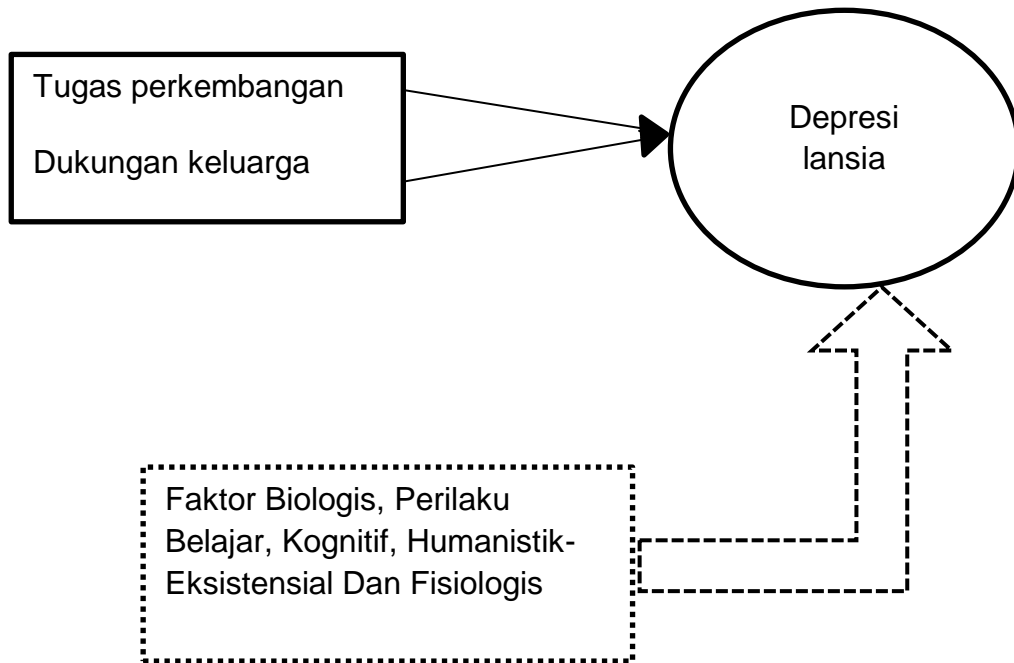 Tugas perkembangan
Dukungan keluarga
Depresi
lansia
Faktor Biologis, Perilaku
Belajar, Kognitif, Humanistik-
Eksistensial Dan Fisiologis